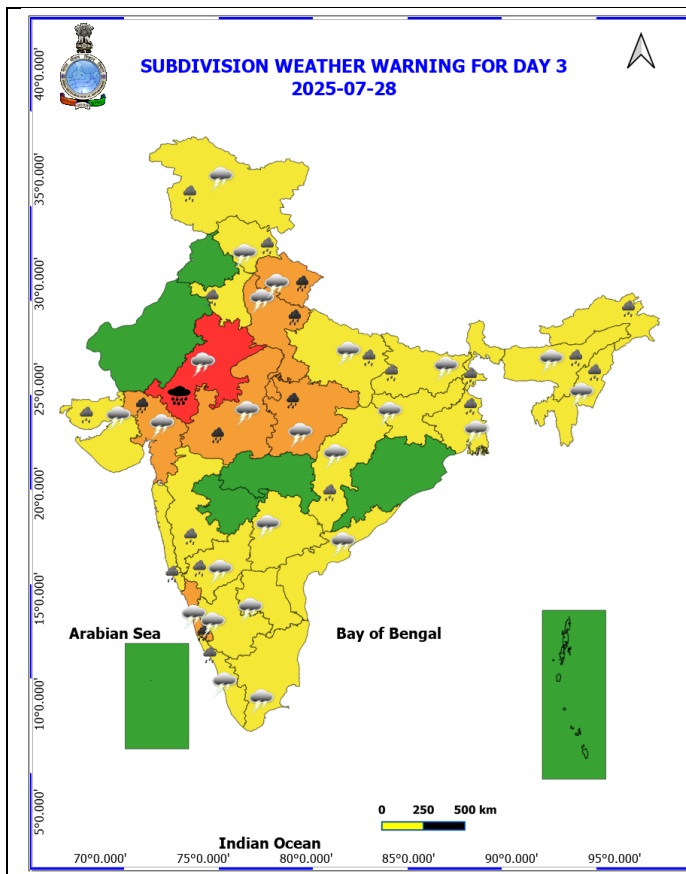 SUBDIVISION WEATHER WARNING FOR DAY 3
2025-07-28
40°0.000'
35°0.000'
30°0.000'
25°0.000'
20°0.000'
15°0.000'
10°0.000'
5°0.000'
Arabian Sea
Bay of Bengal
0 250 500 km
Indian Ocean
70°0.000' 75°0.000' 80°0.000' 85°0.000' 90°0.000' 95°0.000'